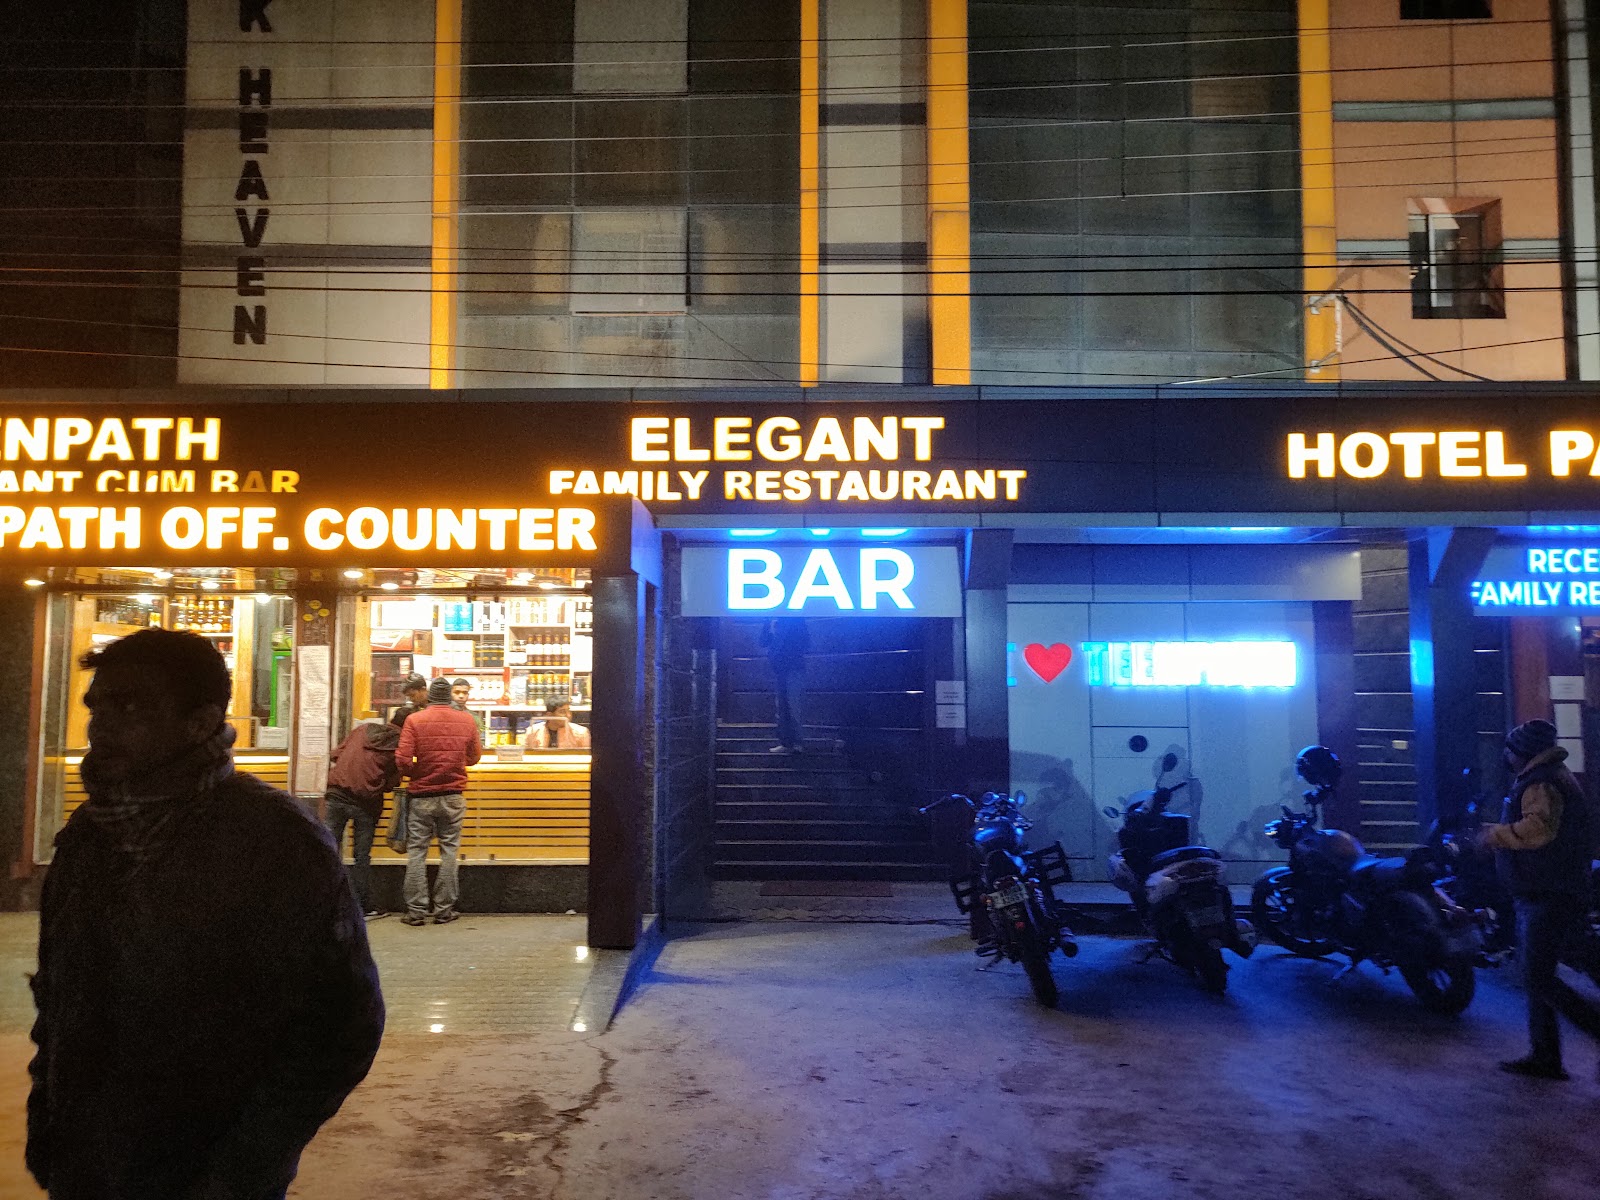 K HEAVEN
ENPATH
ANT CUM BAR
PATH OFF. COUNTER
ELEGANT
FAMILY RESTAURANT
BAR
I ❤
HOTEL PA
RECE
FAMILY RE